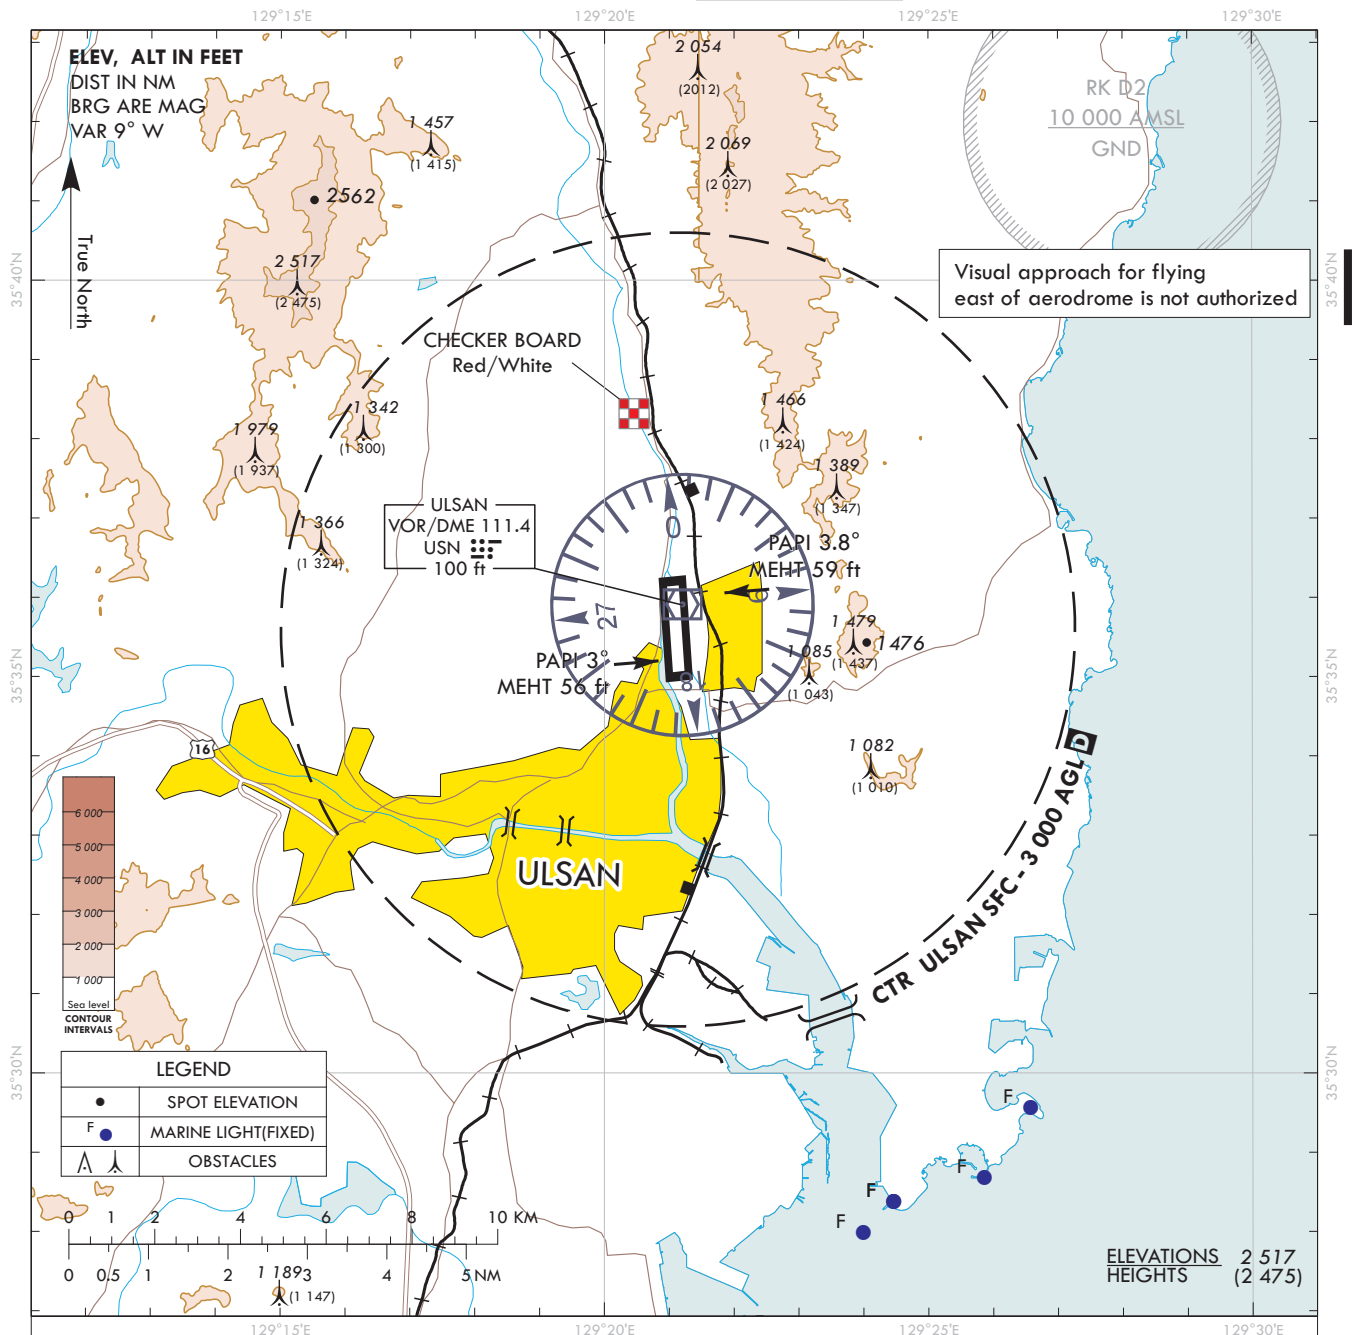 129°15'E
129°20'E
129°25'E
129°30'E
ELEV, ALT IN FEET
DIST IN NM
BRG ARE MAG
VAR 9° W
True North
2 054
(2012)
RK D2
10 000 AMSL
GND
1 457
(1 415)
2 069
(2 027)
2562
2 517
(2 475)
35°40'N
35°40'N
Visual approach for flying
east of aerodrome is not authorized
CHECKER BOARD
Red/White
1 342
(1 300)
1 979
(1 937)
1 466
(1 424)
1 389
(1 347)
1 366
(1 324)
ULSAN
VOR/DME 111.4
USN
100 ft
0
9
18
27
PAPI 3.8°
MEHT 59 ft
1 479
(1 437)
1 476
1 085
(1 043)
PAPI 3°
MEHT 56 ft
35°35'N
35°35'N
16
1 082
(1 010)
D
CTR ULSAN SFC - 3 000 AGL
ULSAN
6 000
5 000
4 000
3 000
2 000
1 000
Sea level
CONTOUR
INTERVALS
35°30'N
35°30'N
LEGEND
SPOT ELEVATION
F MARINE LIGHT(FIXED)
OBSTACLES
F
F
F
F
0 1 2 4 6 8 10 KM
0 0.5 1 2 3 4 5 NM
1 189
(1 147)
ELEVATIONS 2 517
HEIGHTS (2 475)
129°15'E
129°20'E
129°25'E
129°30'E